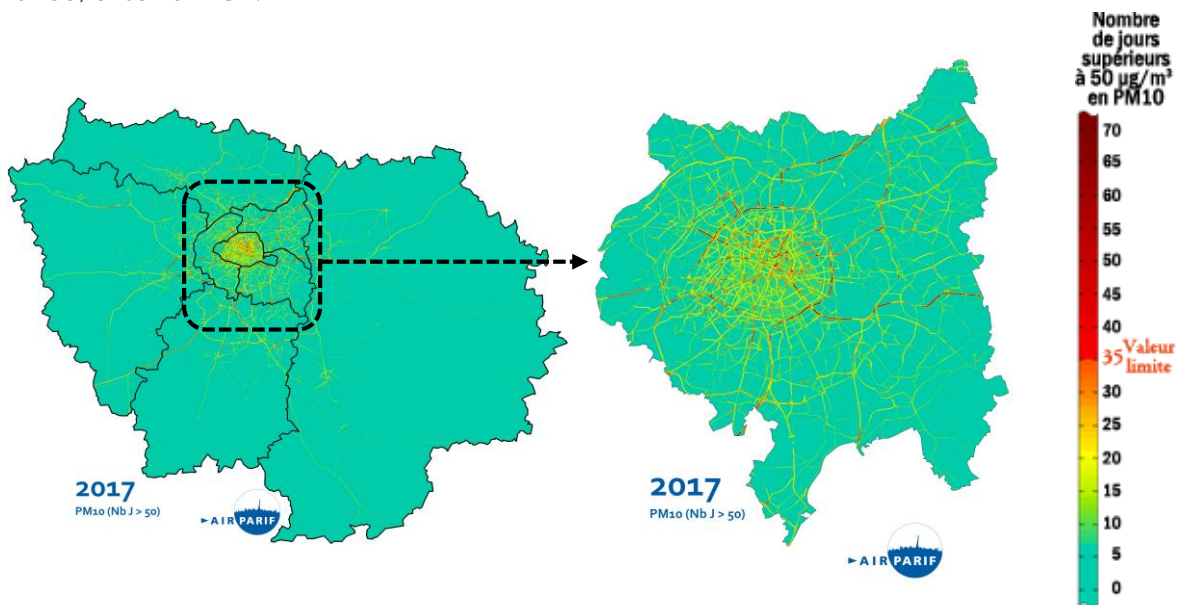 2017
PM10 (Nb J > 50)
AIRPARIF
2017
PM10 (Nb J > 50)
AIRPARIF
Nombre
de jours
supérieurs
à 50 µg/m³
en PM10
70
65
60
55
50
45
40
35 Valeur
limite
30
25
20
15
10
5
0